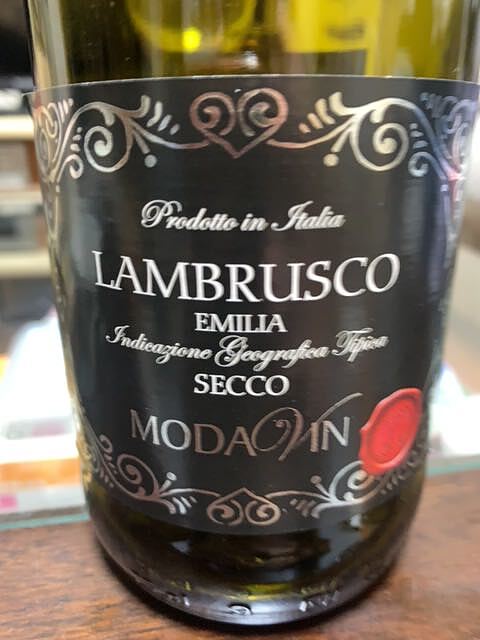 Prodotto in Italia
LAMBRUSCO
EMILIA
Indicazione Geografica Tipica
SECCO
MODAVIN